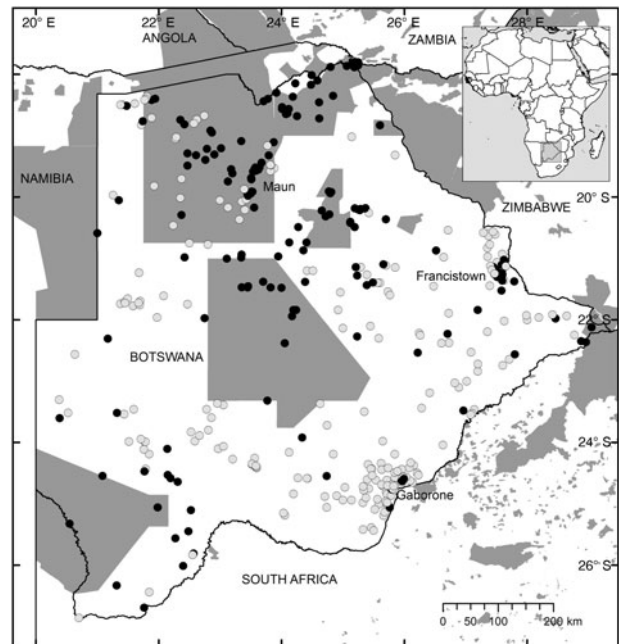 20° E 22° E 24° E 26° E 28° E
ANGOLA
ZAMBIA
NAMIBIA
Maun
20° S
ZIMBABWE
Francistown
22° S
BOTSWANA
24° S
Gaborone
26° S
SOUTH AFRICA
0 50 100 200 km